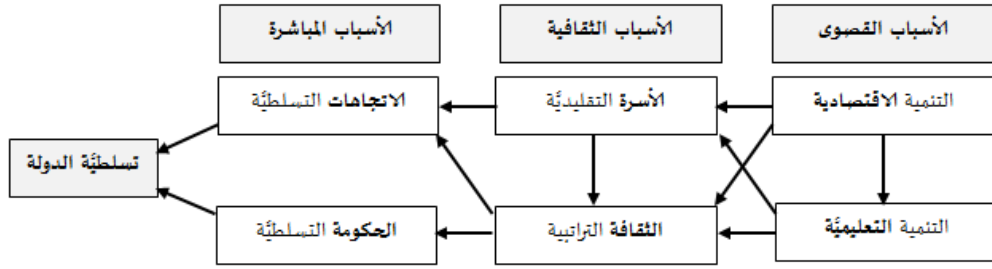 الأسباب القصوى
الأسباب الثقافية
الأسباب المباشرة
التنمية الاقتصادية
الأسرة التقليديَّة
الاتجاهات التسلطيَّة
تسلطيَّة الدولة
التنمية التعليميَّة
الثقافة التراتبية
الحكومة التسلطيَّة